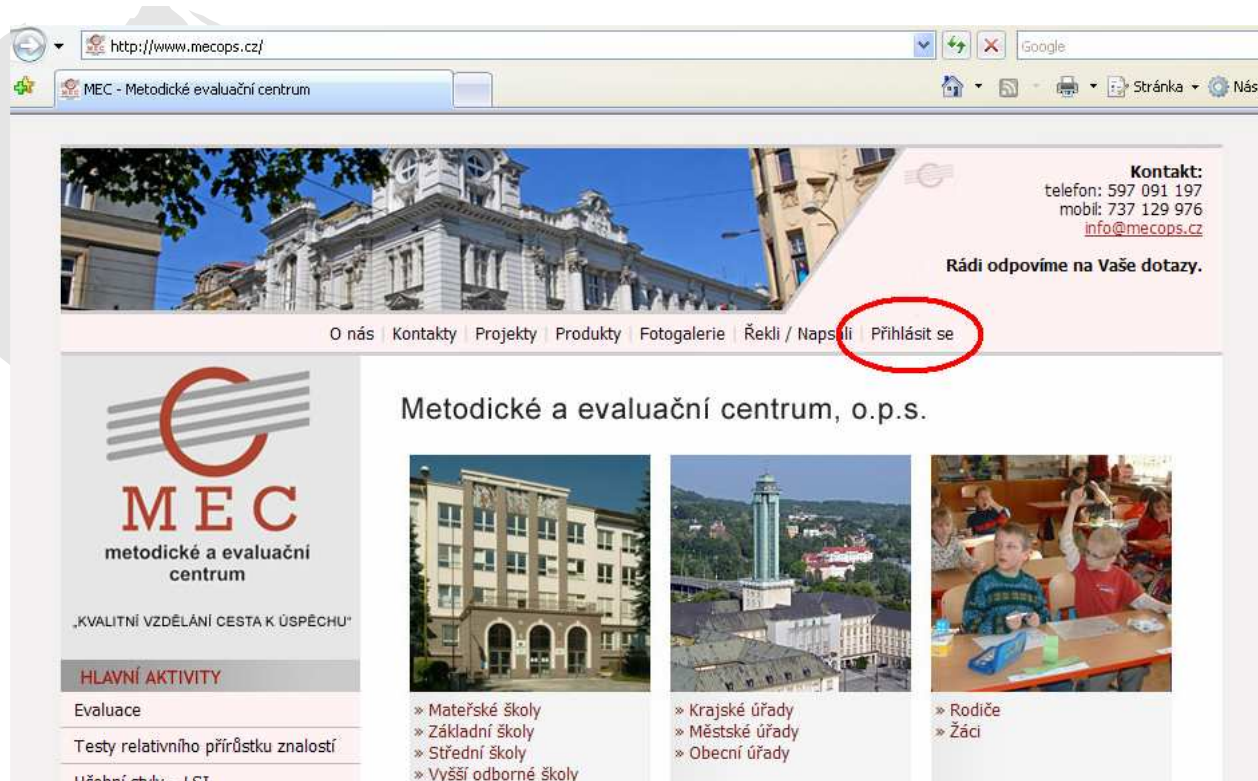 http://www.mecops.cz/
Google
MEC - Metodické evaluační centrum
Stránka
Nás
Kontakt:
telefon: 597 091 197
mobil: 737 129 976
info@mecops.cz
Rádi odpovíme na Vaše dotazy.
O nás | Kontakty | Projekty | Produkty | Fotogalerie | Řekli / Napsali | Přihlásit se
MEC
metodické a evaluační
centrum
„KVALITNÍ VZDĚLÁNÍ CESTA K ÚSPĚCHU"
HLAVNÍ AKTIVITY
Evaluace
Testy relativního přírůstku znalostí
Učební styly - LSI
Metodické a evaluační centrum, o.p.s.
» Mateřské školy
» Základní školy
» Střední školy
» Vyšší odborné školy
» Krajské úřady
» Městské úřady
» Obecní úřady
» Rodiče
» Žáci